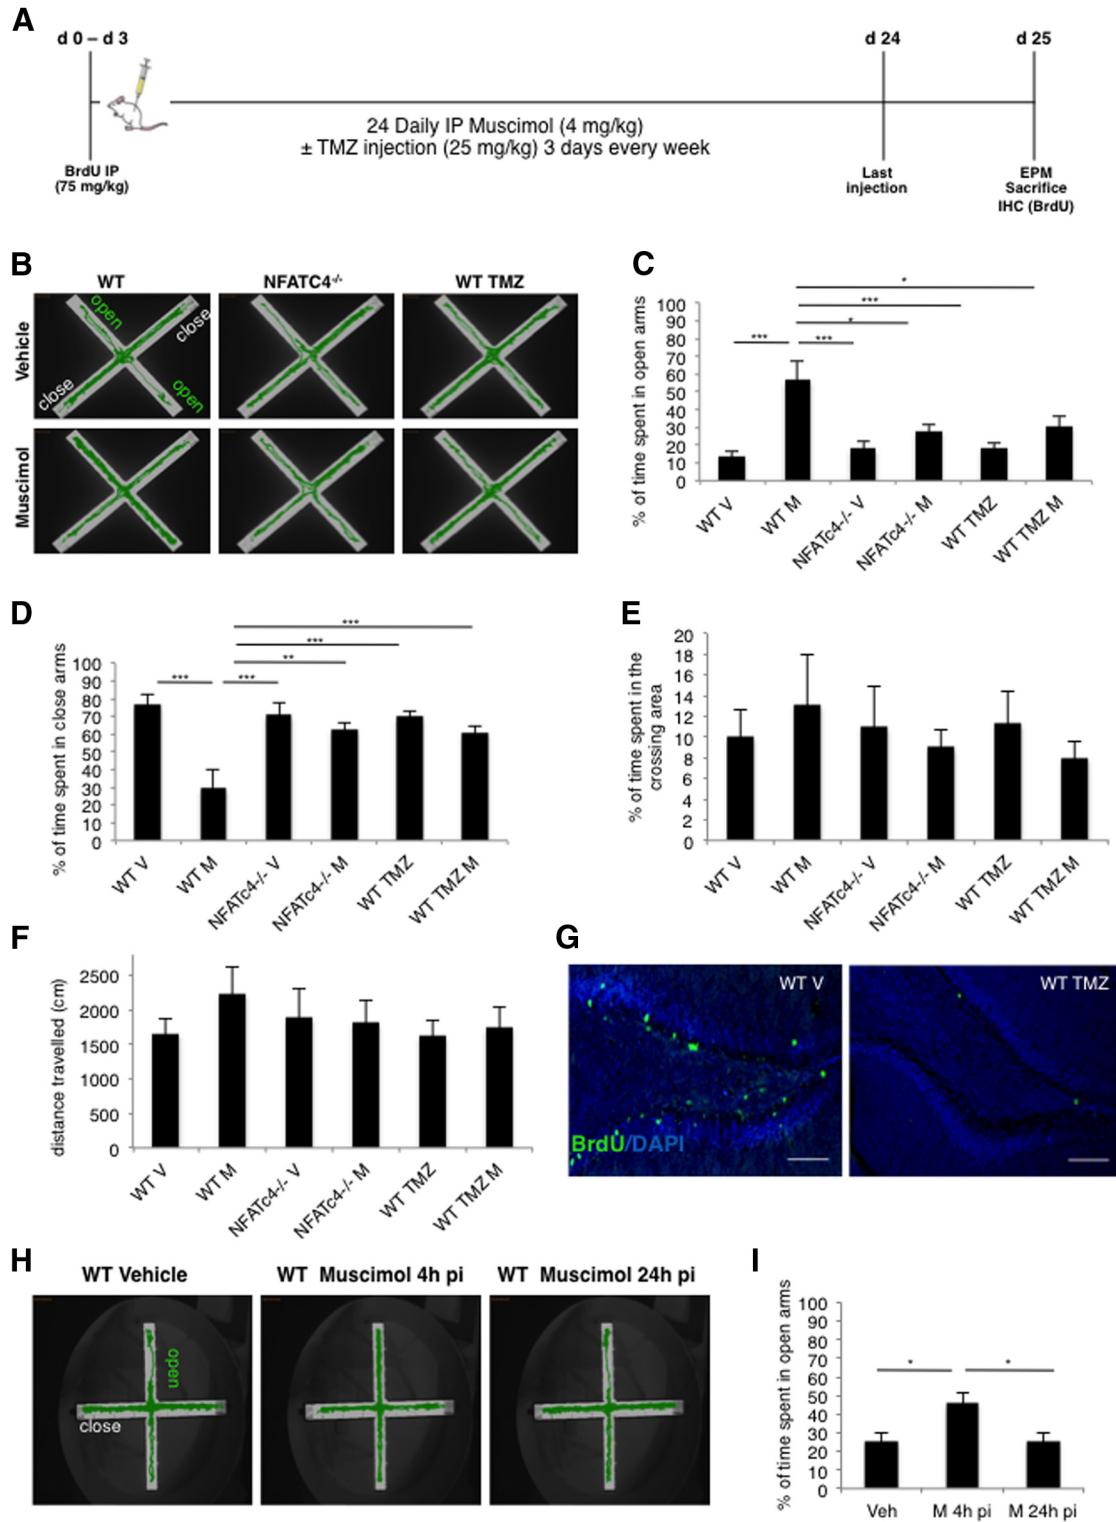 A
d 0 – d 3
d 24
d 25
24 Daily IP Muscimol (4 mg/kg)
± TMZ injection (25 mg/kg) 3 days every week
BrdU IP
(75 mg/kg)
Last
injection
EPM
Sacrifice
IHC (BrdU)
B
WT
NFATC4-/-
WT TMZ
Vehicle
open
close
close
open
Muscimol
C
% of time spent in open arms
100
90
80
70
60
50
40
30
20
10
0
*
***
*
***
***
WT V
WT M
NFATc4-/- V
NFATc4-/- M
WT TMZ
WT TMZ M
D
% of time spent in close arms
100
90
80
70
60
50
40
30
20
10
0
***
***
**
***
***
WT V
WT M
NFATc4-/- V
NFATc4-/- M
WT TMZ
WT TMZ M
E
% of time spent in the
crossing area
20
18
16
14
12
10
8
6
4
2
0
WT V
WT M
NFATc4-/- V
NFATc4-/- M
WT TMZ
WT TMZ M
F
distance travelled (cm)
2500
2000
1500
1000
500
0
WT V
WT M
NFATc4-/- V
NFATc4-/- M
WT TMZ
WT TMZ M
G
WT V
WT TMZ
BrdU/DAPI
H
WT Vehicle
WT Muscimol 4h pi
WT Muscimol 24h pi
open
close
I
% of time spent in open arms
100
90
80
70
60
50
40
30
20
10
0
*
*
Veh
M 4h pi
M 24h pi